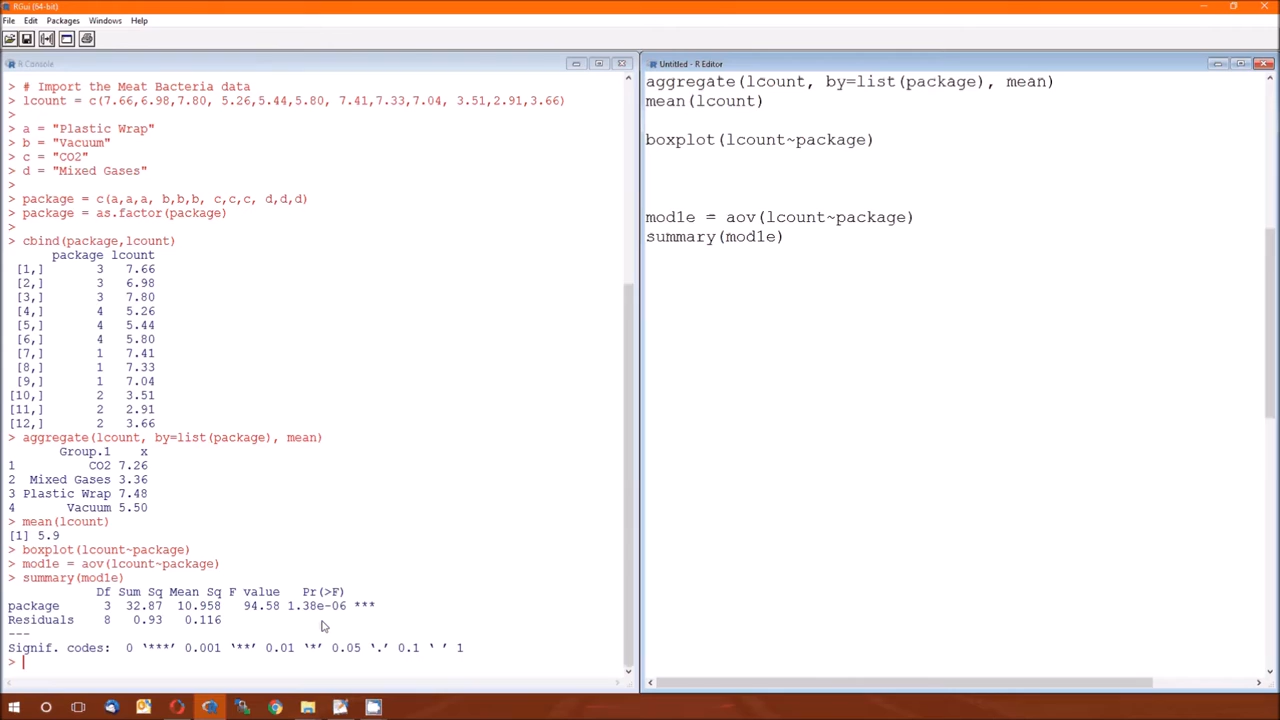 RGui (64-bit)
File Edit Packages Windows Help
R Console
> # Import the Meat Bacteria data
> lcount = c(7.66,6.98,7.80, 5.26,5.44,5.80, 7.41,7.33,7.04, 3.51,2.91,3.66)
>
> a = "Plastic Wrap"
> b = "Vacuum"
> c = "CO2"
> d = "Mixed Gases"
>
> package = c(a,a,a, b,b,b, c,c,c, d,d,d)
> package = as.factor(package)
>
> cbind(package,lcount)
package lcount
[1,] 3 7.66
[2,] 3 6.98
[3,] 3 7.80
[4,] 4 5.26
[5,] 4 5.44
[6,] 4 5.80
[7,] 1 7.41
[8,] 1 7.33
[9,] 1 7.04
[10,] 2 3.51
[11,] 2 2.91
[12,] 2 3.66
> aggregate(lcount, by=list(package), mean)
Group.1 x
1 CO2 7.26
2 Mixed Gases 3.36
3 Plastic Wrap 7.48
4 Vacuum 5.50
> mean(lcount)
[1] 5.9
> boxplot(lcount~package)
> mod1e = aov(lcount~package)
> summary(mod1e)
Df Sum Sq Mean Sq F value Pr(>F)
package 3 32.87 10.958 94.58 1.38e-06 ***
Residuals 8 0.93 0.116
---
Signif. codes: 0 ‘***’ 0.001 ‘**’ 0.01 ‘*’ 0.05 ‘.’ 0.1 ‘ ’ 1
>
Untitled - R Editor
aggregate(lcount, by=list(package), mean)
mean(lcount)
boxplot(lcount~package)
mod1e = aov(lcount~package)
summary(mod1e)